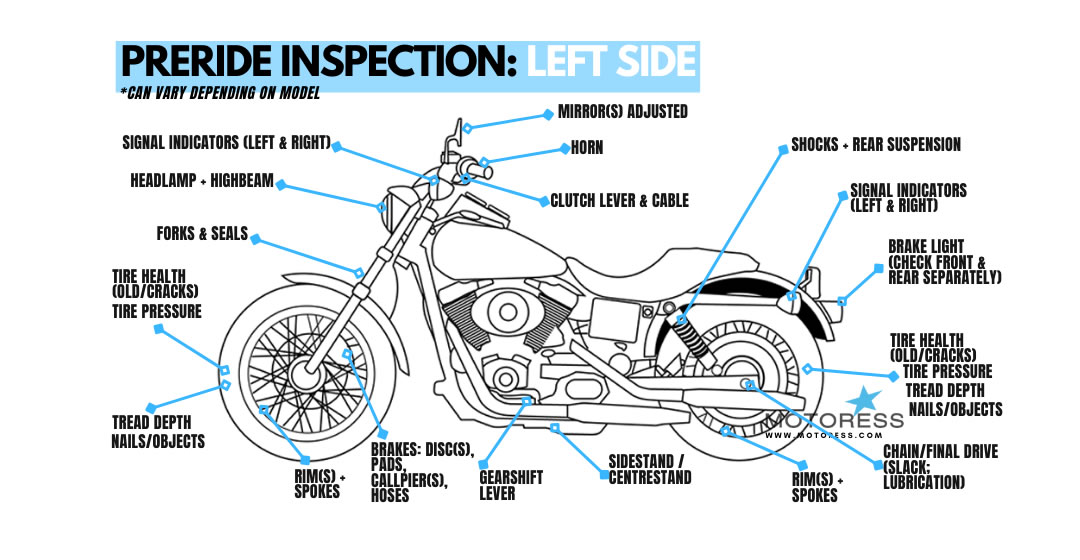 PRERIDE INSPECTION: LEFT SIDE
*CAN VARY DEPENDING ON MODEL
MIRROR(S) ADJUSTED
SIGNAL INDICATORS (LEFT & RIGHT)
HORN
SHOCKS + REAR SUSPENSION
HEADLAMP + HIGHBEAM
CLUTCH LEVER & CABLE
SIGNAL INDICATORS
(LEFT & RIGHT)
FORKS & SEALS
BRAKE LIGHT
(CHECK FRONT &
REAR SEPARATELY)
TIRE HEALTH
(OLD/CRACKS)
TIRE PRESSURE
TIRE HEALTH
(OLD/CRACKS)
TIRE PRESSURE
TREAD DEPTH
NAILS/OBJECTS
TREAD DEPTH
NAILS/OBJECTS
MOTORESS
WWW.MOTORESS.COM
BRAKES: DISC(S),
PADS,
CALLPIER(S),
HOSES
RIM(S) +
SPOKES
GEARSHIFT
LEVER
SIDESTAND /
CENTRESTAND
RIM(S) +
SPOKES
CHAIN/FINAL DRIVE
(SLACK;
LUBRICATION)